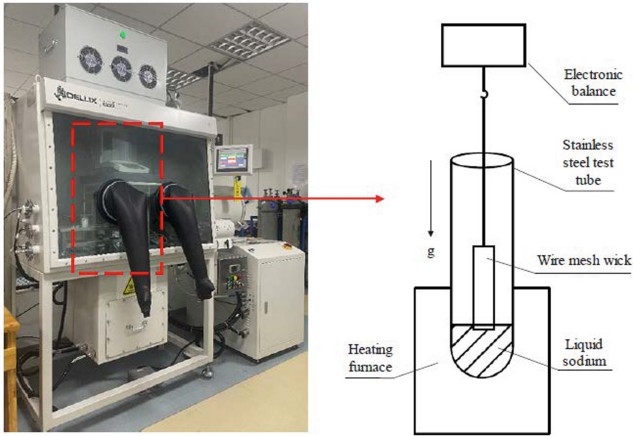 DELLIX
Electronic
balance
Stainless
steel test
tube
g
Wire mesh wick
Heating
furnace
Liquid
sodium